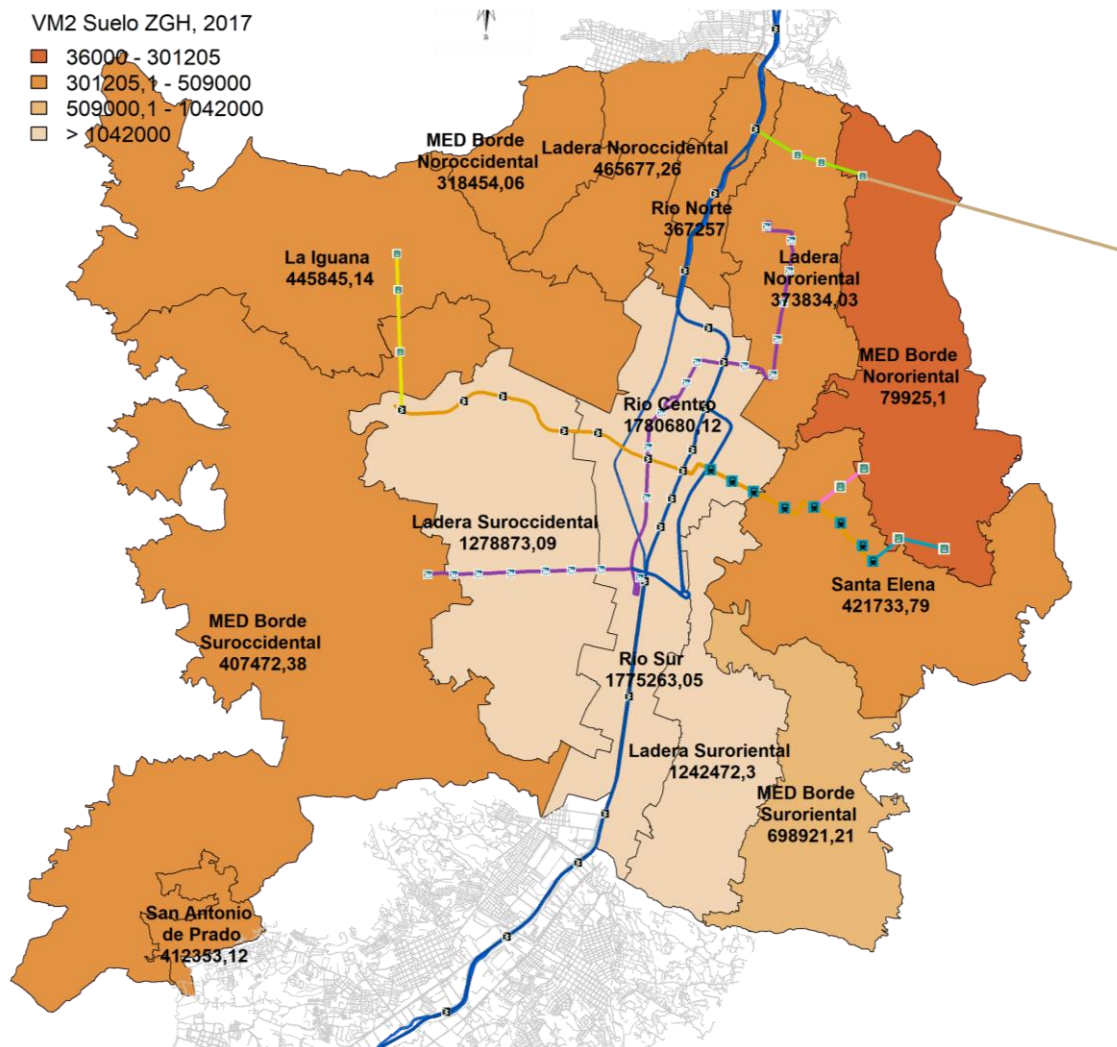 VM2 Suelo ZGH, 2017
36000 - 301205
301205,1 - 509000
509000,1 - 1042000
> 1042000
S
MED Borde
Noroccidental
318454,06
Ladera Noroccidental
465677,26
Rio Norte
367257
La Iguana
445845,14
Ladera
Nororiental
373834,03
MED Borde
Nororiental
79925,1
Rio Centro
1780680,12
Ladera Suroccidental
1278873,09
Santa Elena
421733,79
MED Borde
Suroccidental
407472,38
Rio Sur
1775263,05
Ladera Suroriental
1242472,3
MED Borde
Suroriental
698921,21
San Antonio
de Prado
412353,12